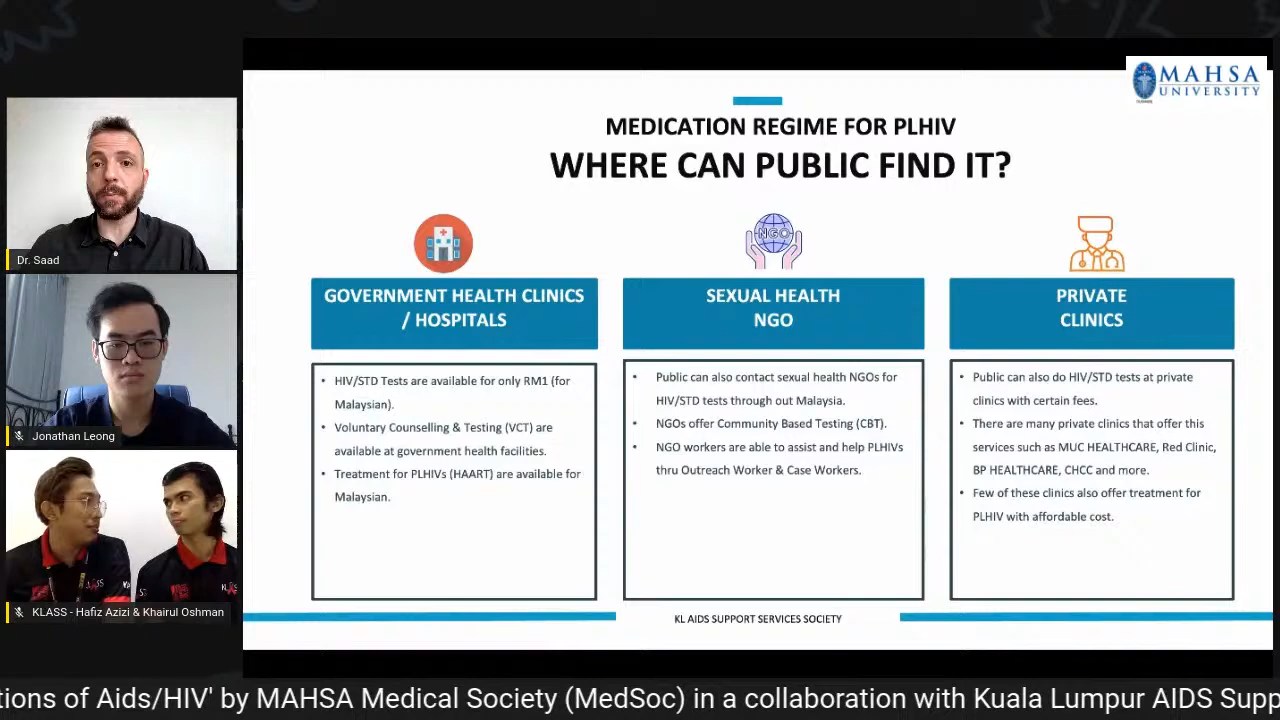 MAHSA
UNIVERSITY
MEDICATION REGIME FOR PLHIV
WHERE CAN PUBLIC FIND IT?
NGO
GOVERNMENT HEALTH CLINICS
/ HOSPITALS
• HIV/STD Tests are available for only RM1 (for
Malaysian).
• Voluntary Counselling & Testing (VCT) are
available at government health facilities.
• Treatment for PLHIVs (HAART) are available for
Malaysian.
SEXUAL HEALTH
NGO
• Public can also contact sexual health NGOs for
HIV/STD tests through out Malaysia.
• NGOs offer Community Based Testing (CBT).
• NGO workers are able to assist and help PLHIVs
thru Outreach Worker & Case Workers.
PRIVATE
CLINICS
• Public can also do HIV/STD tests at private
clinics with certain fees.
• There are many private clinics that offer this
services such as MUC HEALTHCARE, Red Clinic,
BP HEALTHCARE, CHCC and more.
• Few of these clinics also offer treatment for
PLHIV with affordable cost.
KL AIDS SUPPORT SERVICES SOCIETY
Dr. Saad
Jonathan Leong
KLASS - Hafiz Azizi & Khairul Oshman
tions of Aids/HIV' by MAHSA Medical Society (MedSoc) in a collaboration with Kuala Lumpur AIDS Supp